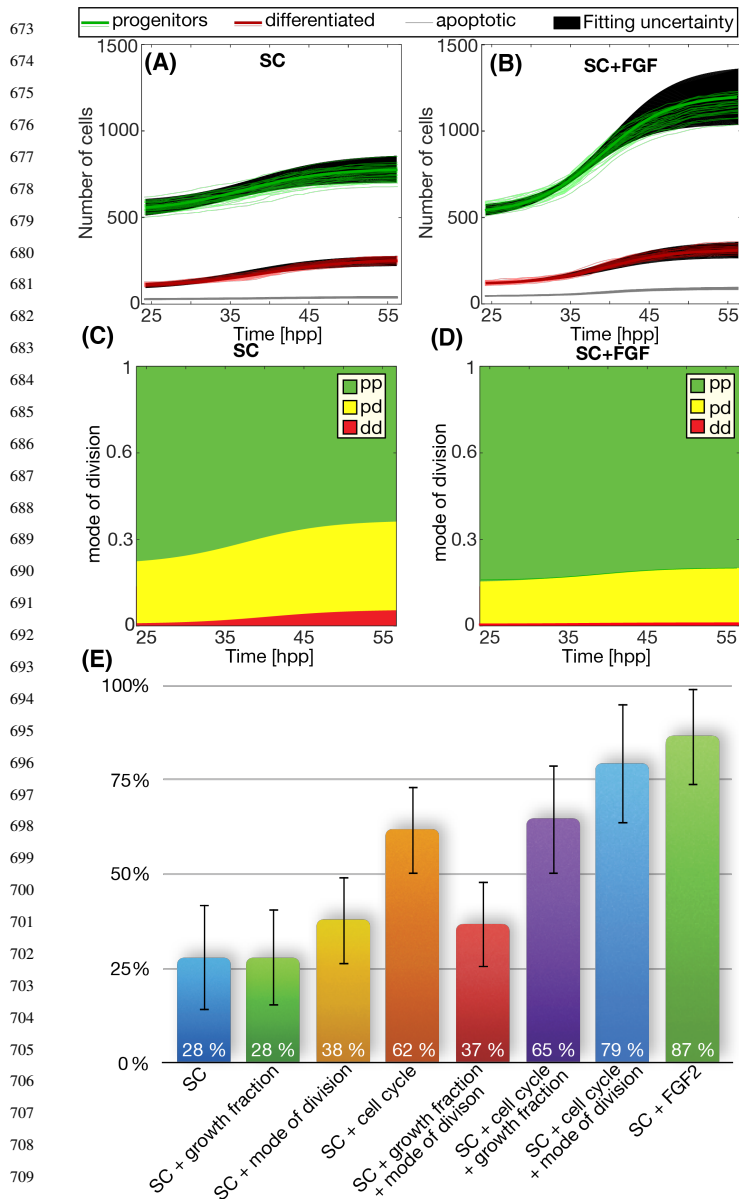 progenitors differentiated apoptotic Fitting uncertainty
673
674
675
676
677
678
679
680
681
682
683
684
685
686
687
688
689
690
691
692
693
694
695
696
697
698
699
700
701
702
703
704
705
706
707
708
709
(A) SC
1500
1000
500
0
Number of cells
25 35 45 55
Time [hpp]
(B) SC+FGF
1500
1000
500
0
Number of cells
25 35 45 55
Time [hpp]
(C) SC
1
0.6
0.3
0
mode of division
pp
pd
dd
25 35 45 55
Time [hpp]
(D) SC+FGF
1
0.6
0.3
0
mode of division
pp
pd
dd
25 35 45 55
Time [hpp]
(E)
100%
75%
50%
25%
0%
28 % 28 % 38 % 62 % 37 % 65 % 79 % 87 %
SC
SC + growth fraction
SC + mode of division
SC + cell cycle
SC + growth fraction
+ mode of divison
SC + cell cycle
+ growth fraction
SC + cell cycle
+ mode of division
SC + FGF2